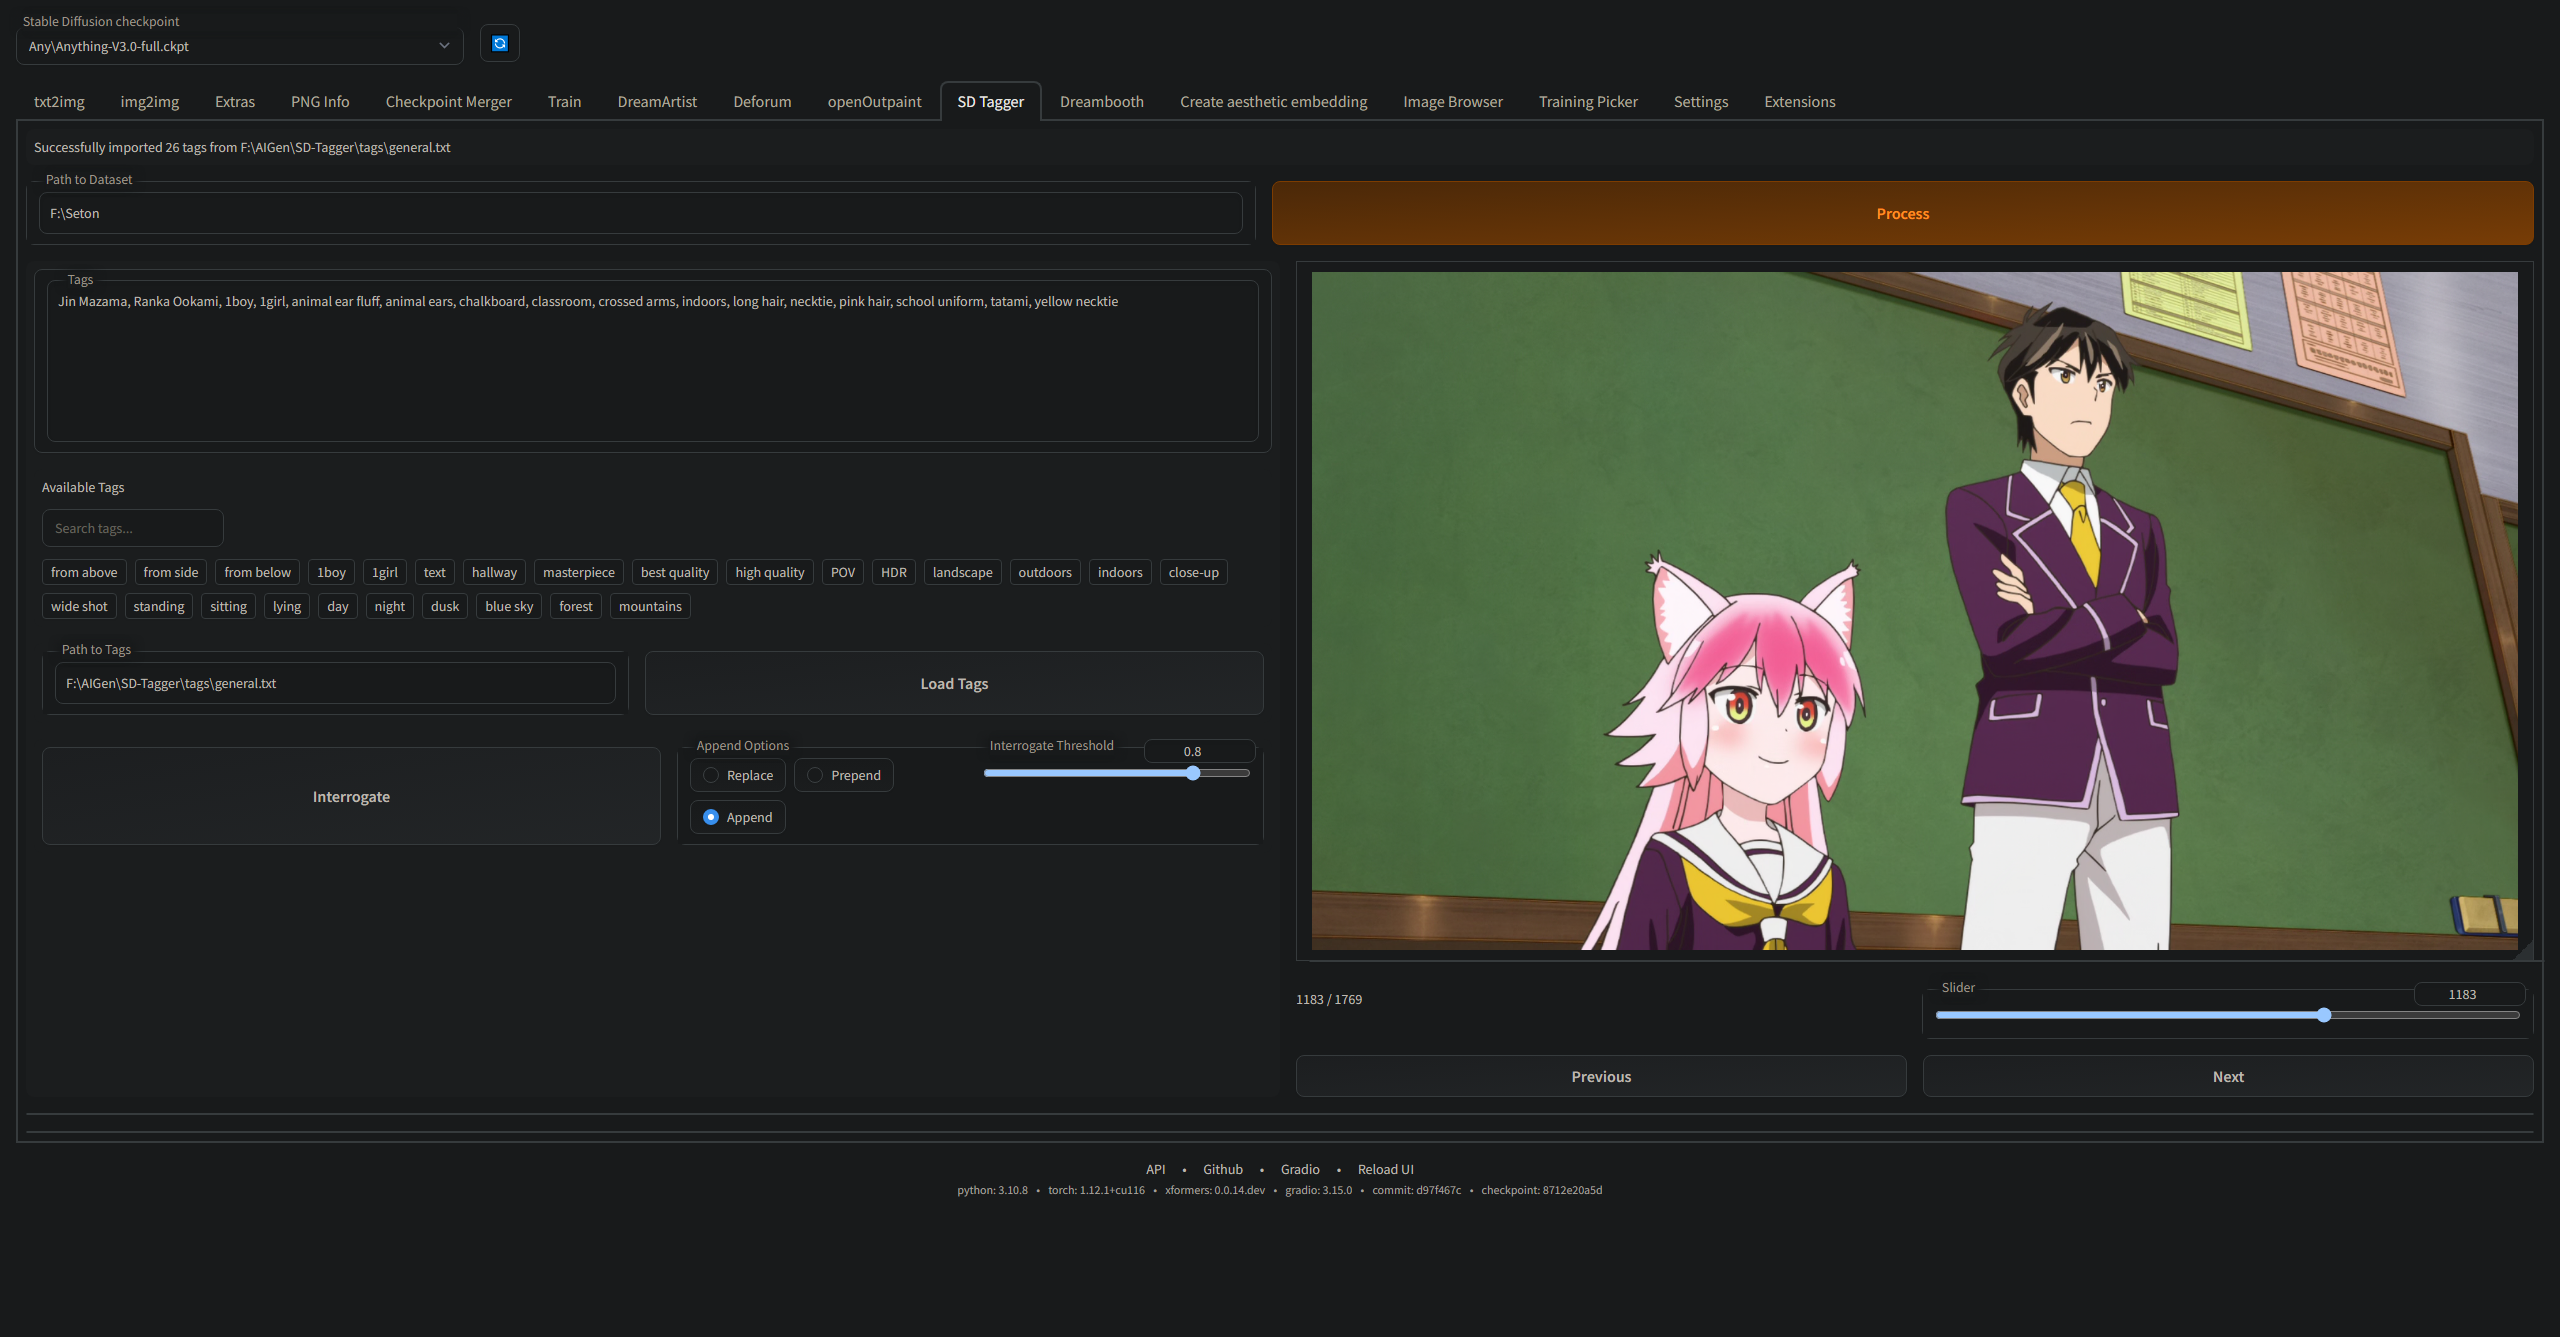 Stable Diffusion checkpoint
Any\Anything-V3.0-full.ckpt
txt2img img2img Extras PNG Info Checkpoint Merger Train DreamArtist Deforum openOutpaint SD Tagger Dreambooth Create aesthetic embedding Image Browser Training Picker Settings Extensions
Successfully imported 26 tags from F:\AIGen\SD-Tagger\tags\general.txt
Path to Dataset
F:\Seton
Process
Tags
Jin Mazama, Ranka Ookami, 1boy, 1girl, animal ear fluff, animal ears, chalkboard, classroom, crossed arms, indoors, long hair, necktie, pink hair, school uniform, tatami, yellow necktie
Available Tags
Search tags...
from above from side from below 1boy 1girl text hallway masterpiece best quality high quality POV HDR landscape outdoors indoors close-up
wide shot standing sitting lying day night dusk blue sky forest mountains
Path to Tags
F:\AIGen\SD-Tagger\tags\general.txt
Load Tags
Interrogate
Append Options
Replace Prepend
Append
Interrogate Threshold 0.8
1183 / 1769
Slider 1183
Previous Next
API • Github • Gradio • Reload UI
python: 3.10.8 • torch: 1.12.1+cu116 • xformers: 0.0.14.dev • gradio: 3.15.0 • commit: d97f467c • checkpoint: 8712e20a5d